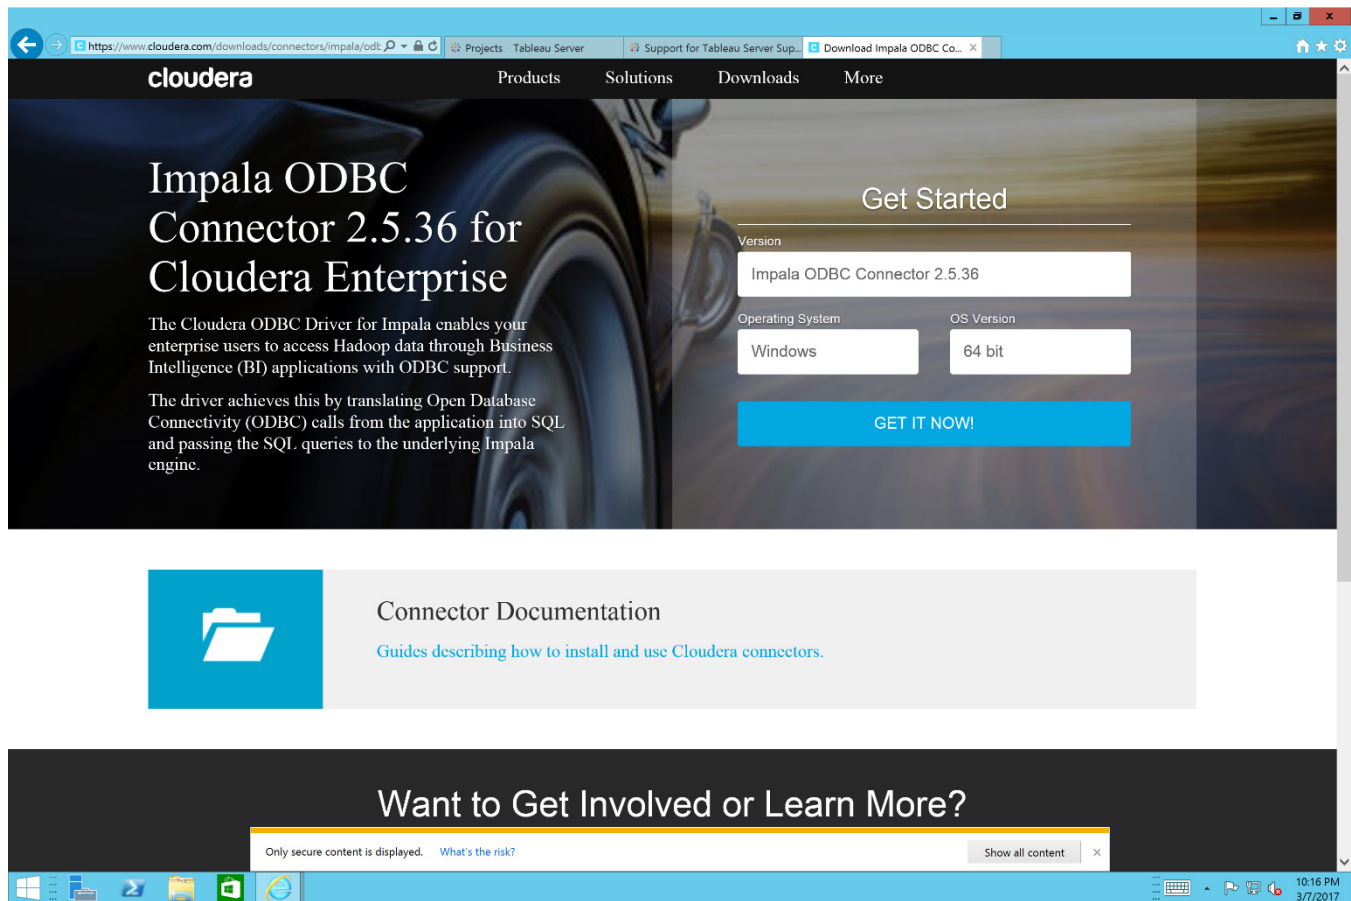 https://www.cloudera.com/downloads/connectors/impala/odb
Projects - Tableau Server
Support for Tableau Server Sup...
Download Impala ODBC Co...
cloudera
Products
Solutions
Downloads
More
Impala ODBC
Connector 2.5.36 for
Cloudera Enterprise
The Cloudera ODBC Driver for Impala enables your
enterprise users to access Hadoop data through Business
Intelligence (BI) applications with ODBC support.
The driver achieves this by translating Open Database
Connectivity (ODBC) calls from the application into SQL
and passing the SQL queries to the underlying Impala
engine.
Get Started
Version
Impala ODBC Connector 2.5.36
Operating System
OS Version
Windows
64 bit
GET IT NOW!
Connector Documentation
Guides describing how to install and use Cloudera connectors.
Want to Get Involved or Learn More?
Only secure content is displayed.
What's the risk?
Show all content
10:16 PM
3/7/2017